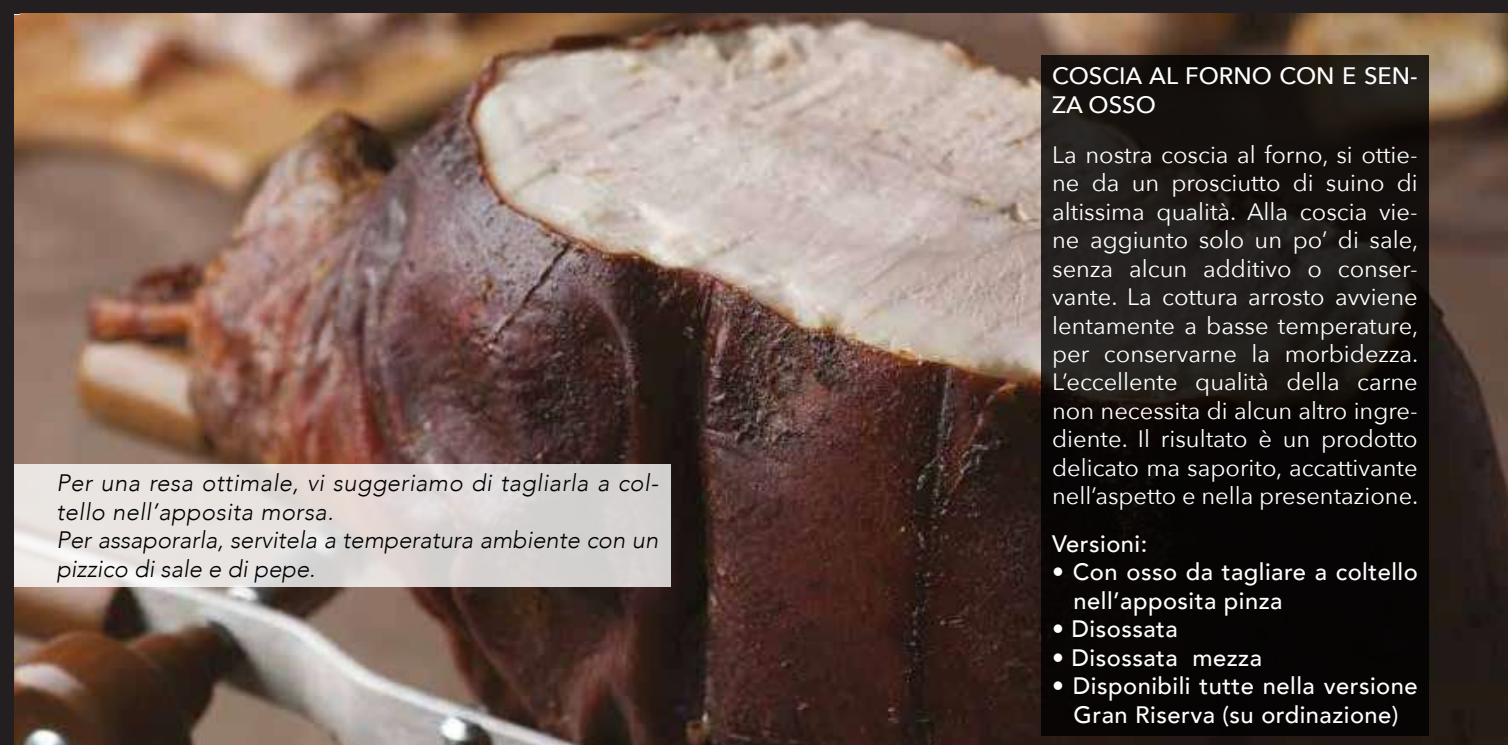 COSCIA AL FORNO CON E SEN-
ZA OSSO
La nostra coscia al forno, si ottie-
ne da un prosciutto di suino di
altissima qualità. Alla coscia vie-
ne aggiunto solo un po’ di sale,
senza alcun additivo o conser-
vante. La cottura arrosto avviene
lentamente a basse temperature,
per conservarne la morbidezza.
L’eccellente qualità della carne
non necessita di alcun altro ingre-
diente. Il risultato è un prodotto
delicato ma saporito, accattivante
nell’aspetto e nella presentazione.
Versioni:
• Con osso da tagliare a coltello
nell’apposita pinza
• Disossata
• Disossata mezza
• Disponibili tutte nella versione
Gran Riserva (su ordinazione)
Per una resa ottimale, vi suggeriamo di tagliarla a col-
tello nell’apposita morsa.
Per assaporarla, servitela a temperatura ambiente con un
pizzico di sale e di pepe.